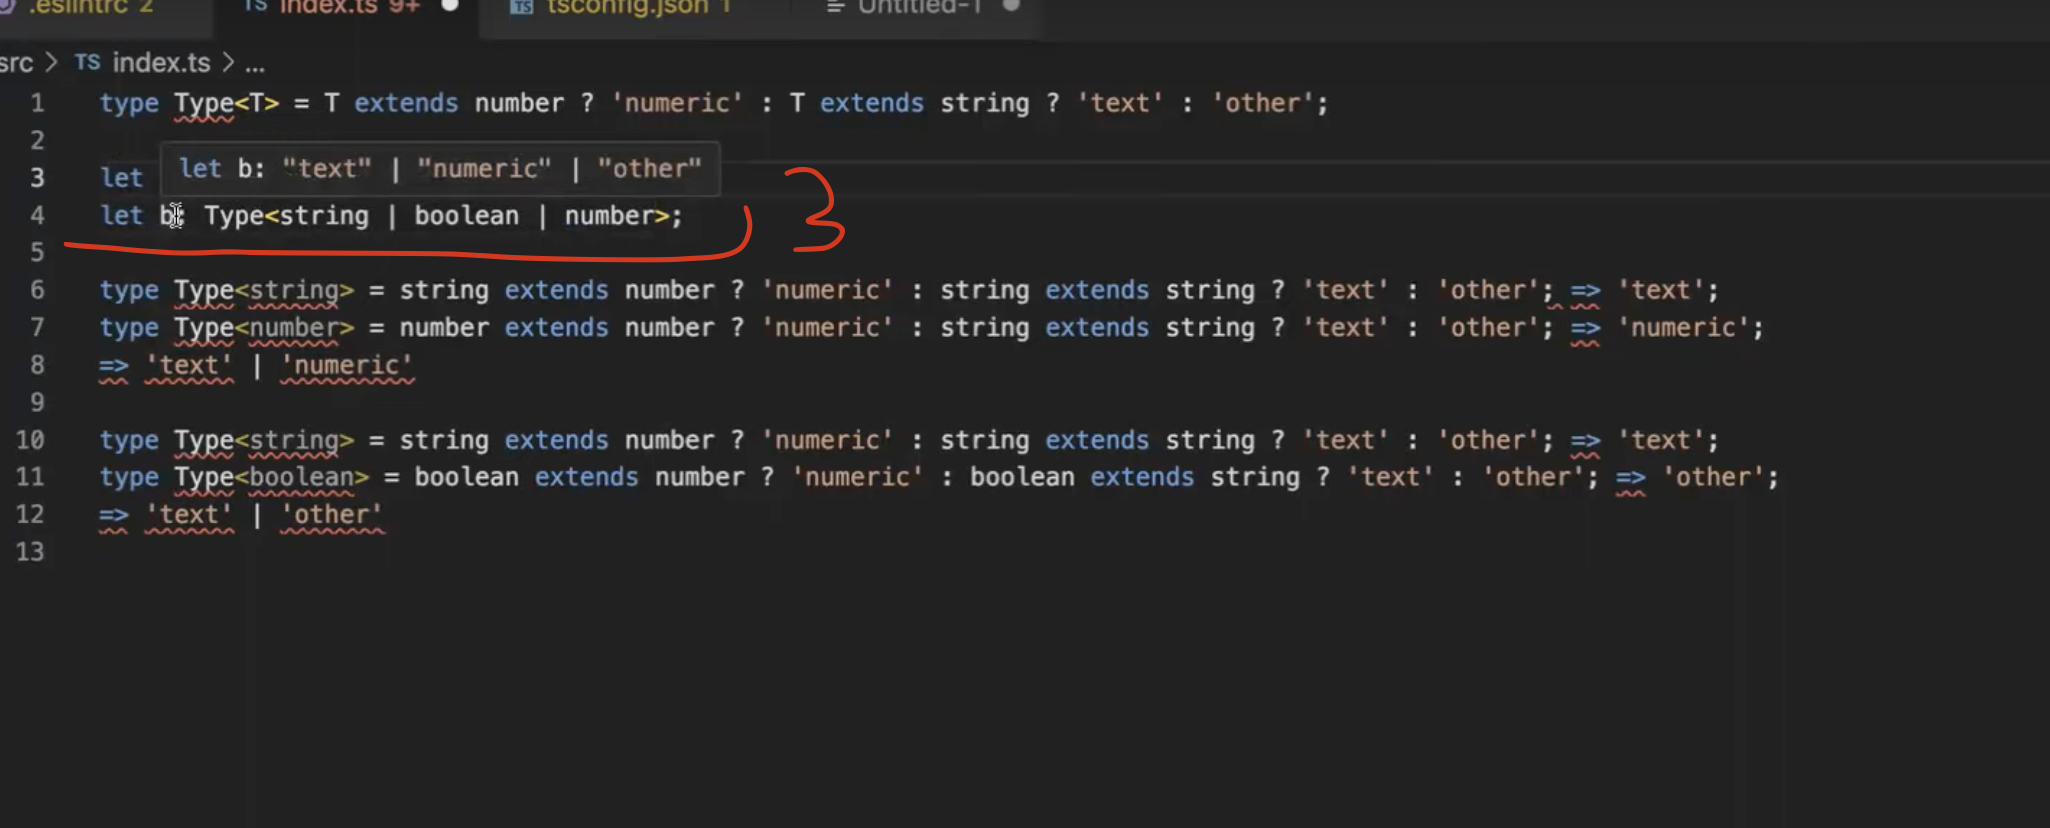 .eslintrc 2 TS index.ts 9+ TS tsconfig.json 1 Untitled-1
src > TS index.ts > ...
1 type Type<T> = T extends number ? 'numeric' : T extends string ? 'text' : 'other';
2
let b: "text" | "numeric" | "other"
3 let
4 let b: Type<string | boolean | number>;
3
5
6 type Type<string> = string extends number ? 'numeric' : string extends string ? 'text' : 'other'; => 'text';
7 type Type<number> = number extends number ? 'numeric' : string extends string ? 'text' : 'other'; => 'numeric';
8 => 'text' | 'numeric'
9
10 type Type<string> = string extends number ? 'numeric' : string extends string ? 'text' : 'other'; => 'text';
11 type Type<boolean> = boolean extends number ? 'numeric' : boolean extends string ? 'text' : 'other'; => 'other';
12 => 'text' | 'other'
13